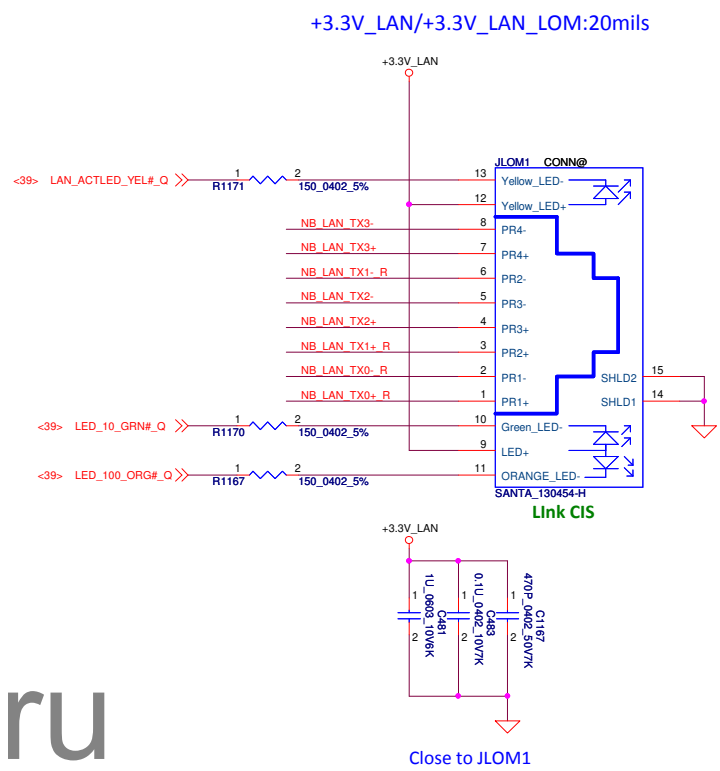 +3.3V_LAN/+3.3V_LAN_LOM:20mils
+3.3V_LAN
JLOM1 CONN@
<39> LAN_ACTLED_YEL#_Q 1 2 13 Yellow_LED-
R1171 150_0402_5%
12 Yellow_LED+
NB_LAN_TX3- 8 PR4-
NB_LAN_TX3+ 7 PR4+
NB_LAN_TX1-_R 6 PR2-
NB_LAN_TX2- 5 PR3-
NB_LAN_TX2+ 4 PR3+
NB_LAN_TX1+_R 3 PR2+
NB_LAN_TX0-_R 2 PR1- SHLD2 15
NB_LAN_TX0+_R 1 PR1+ SHLD1 14
<39> LED_10_GRN#_Q 1 2 10 Green_LED-
R1170 150_0402_5%
9 LED+
<39> LED_100_ORG#_Q 1 2 11 ORANGE_LED-
R1167 150_0402_5%
SANTA_130454-H
LInk CIS
+3.3V_LAN
1 2 C481 1U_0603_10V6K
1 2 C483 0.1U_0402_10V7K
1 2 C1167 470P_0402_50V7K
ru
Close to JLOM1